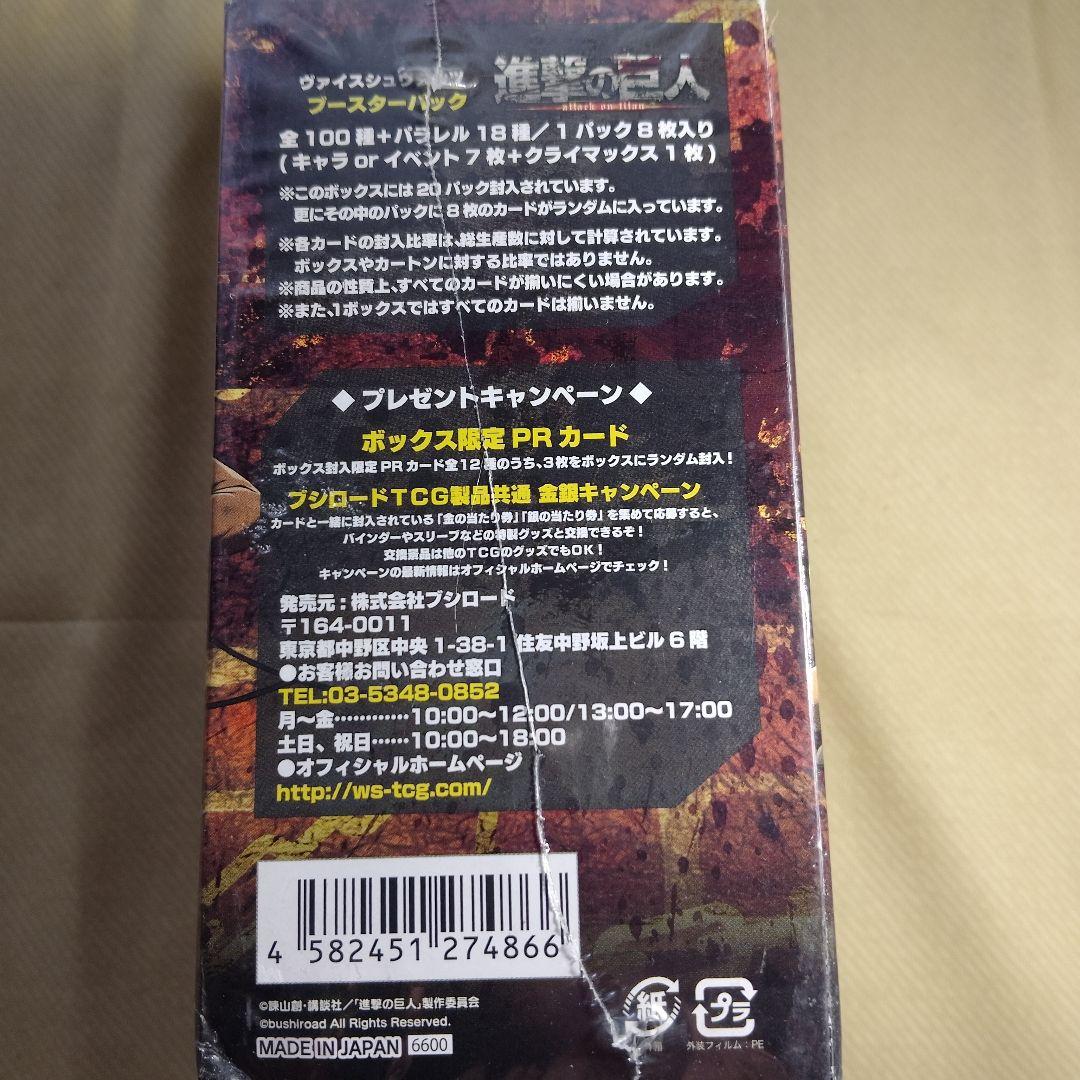 ヴァイスシュヴァルツ
ブースターパック
進撃の巨人
attack on titan
全100種+パラレル18種/1パック8枚入り
(キャラorイベント7枚+クライマックス1枚)
※このボックスには20パック封入されています。
更にその中のパックに8枚のカードがランダムに入っています。
※各カードの封入比率は、総生産数に対して計算されています。
ボックスやカートンに対する比率ではありません。
※商品の性質上、すべてのカードが揃いにくい場合があります。
※また、1ボックスではすべてのカードは揃いません。
◆プレゼントキャンペーン◆
ボックス限定PRカード
ボックス封入限定PRカード全12種のうち、3枚をボックスにランダム封入!
ブシロードTCG製品共通 金銀キャンペーン
カードと一緒に封入されている「金の当たり券」「銀の当たり券」を集めて応募すると、
バインダーやスリーブなどの特製グッズと交換できるぞ!
交換景品は他のTCGのグッズでもOK!
キャンペーンの最新情報はオフィシャルホームページでチェック!
発売元:株式会社ブシロード
〒164-0011
東京都中野区中央1-38-1 住友中野坂上ビル6階
●お客様お問い合わせ窓口
TEL:03-5348-0852
月〜金…………10:00〜12:00/13:00〜17:00
土日、祝日……10:00〜18:00
●オフィシャルホームページ
http://ws-tcg.com/
4 582451 274866
©諫山創・講談社/「進撃の巨人」製作委員会
©bushiroad All Rights Reserved.
MADE IN JAPAN 6600
紙
プラ
外装フィルム:PE